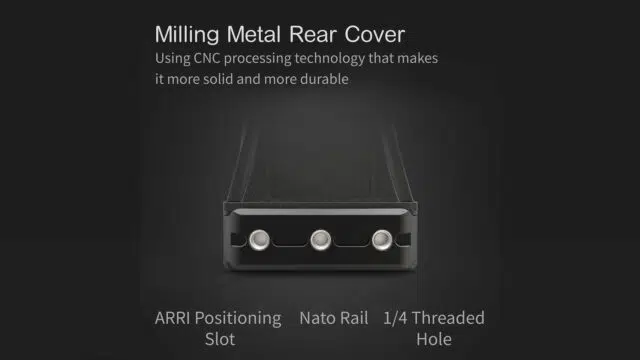 Milling Metal Rear Cover
Using CNC processing technology that makes
it more solid and more durable
ARRI Positioning Nato Rail 1/4 Threaded
Slot Hole